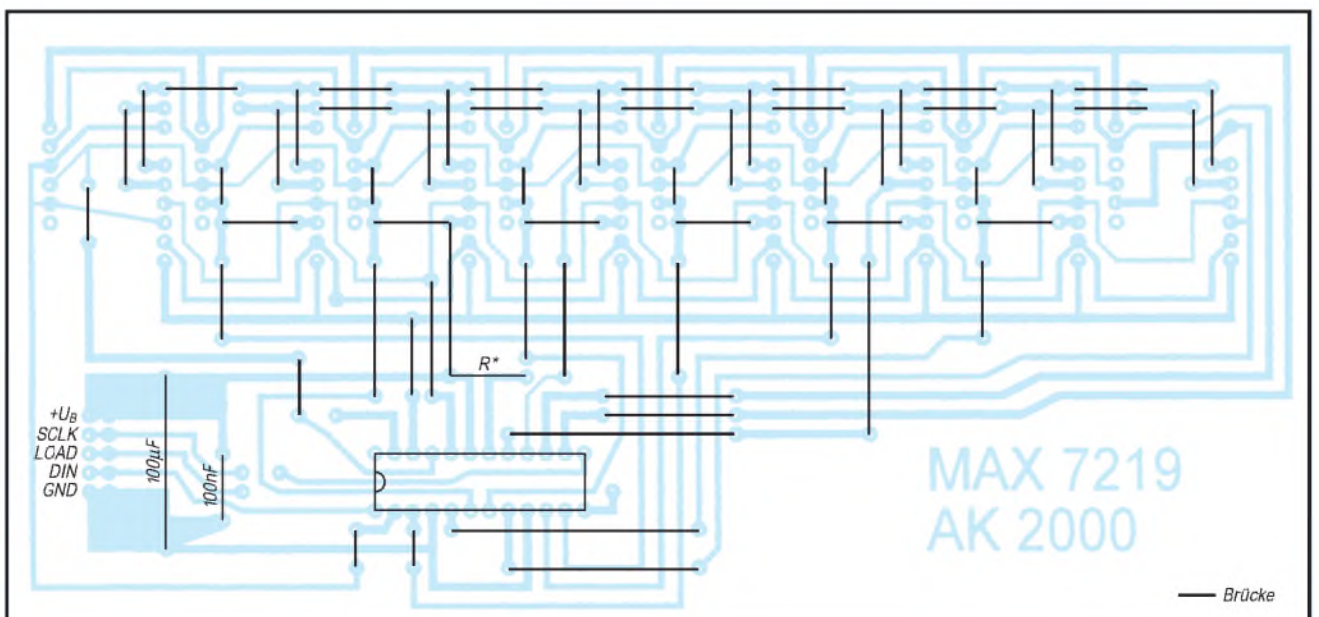 R*
+UB
SCLK
LOAD
DIN
GND
100µF
100nF
MAX 7219
AK 2000
Brücke